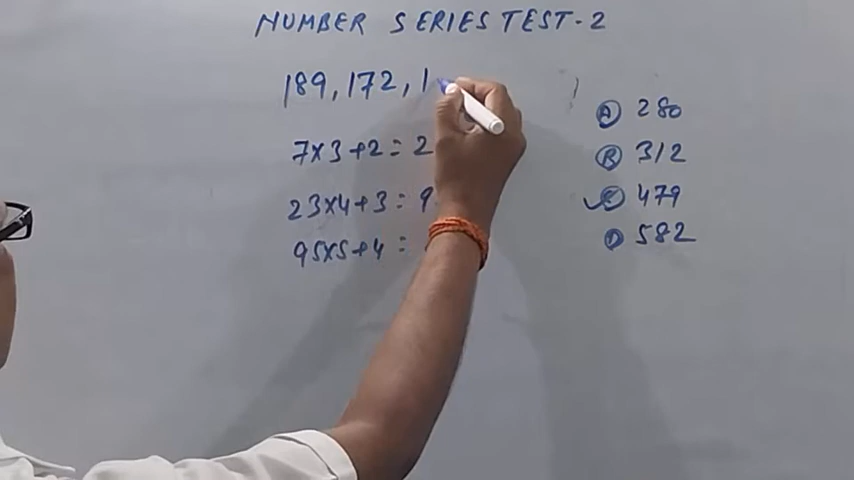 NUMBER SERIES TEST-2
189, 172, 1
7x3+2= 2
23x4+3= 9
95x5+4=
A 280
B 312
C 479
D 582